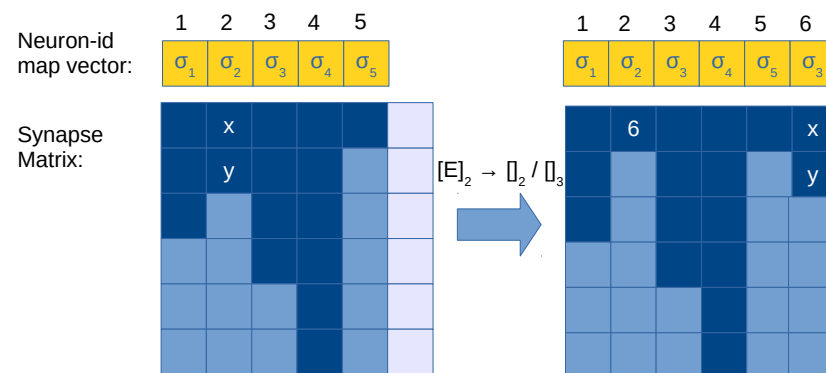 1 2 3 4 5
Neuron-id map vector:
σ₁ σ₂ σ₃ σ₄ σ₅
Synapse Matrix:
x
y
[E]₂ → []₂ / []₃
1 2 3 4 5 6
σ₁ σ₂ σ₃ σ₄ σ₅ σ₃
6 x
y